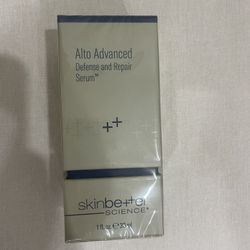 Alto Advanced
Defense and Repair
Serum™
++
skinbetter
SCIENCE®
1 fl oz ℮ 30 ml